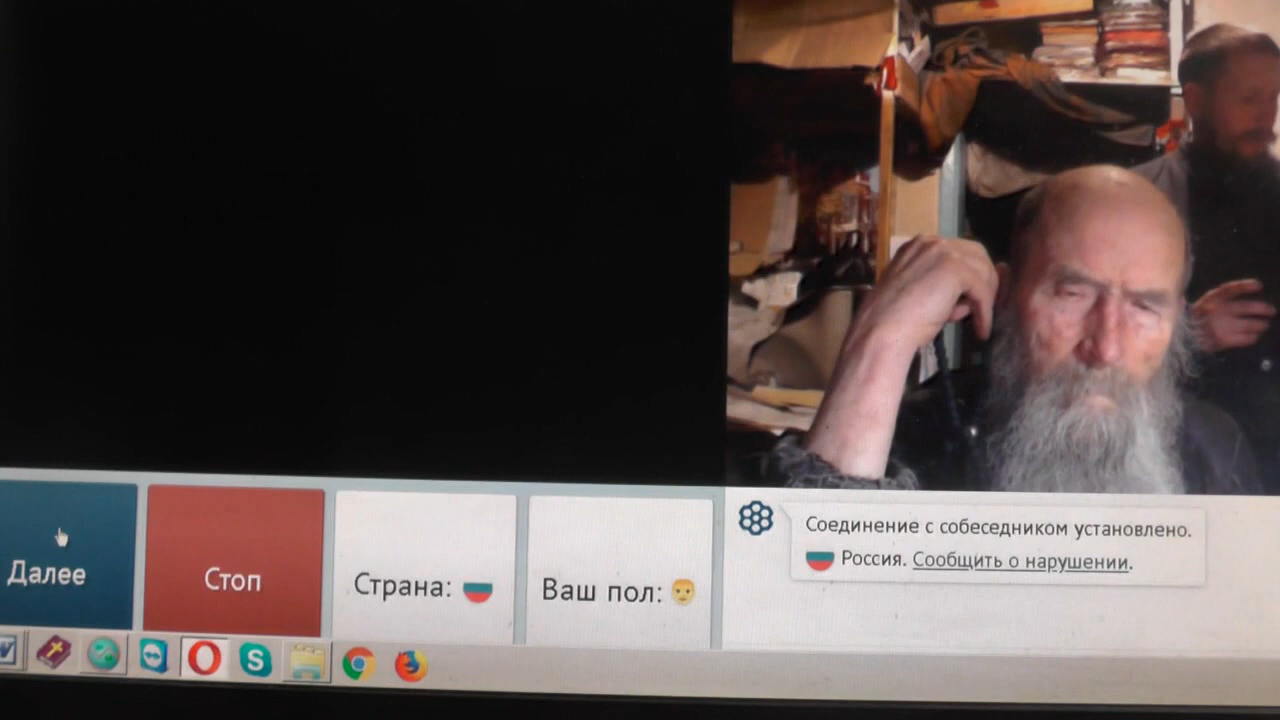 Соединение с собеседником установлено.
Россия. Сообщить о нарушении.
Далее
Стоп
Страна:
Ваш пол:
W
S